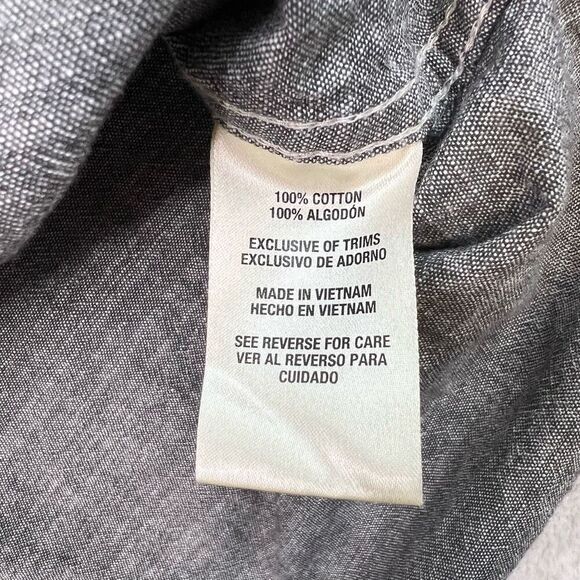 100% COTTON
100% ALGODÓN
EXCLUSIVE OF TRIMS
EXCLUSIVO DE ADORNO
MADE IN VIETNAM
HECHO EN VIETNAM
SEE REVERSE FOR CARE
VER AL REVERSO PARA
CUIDADO